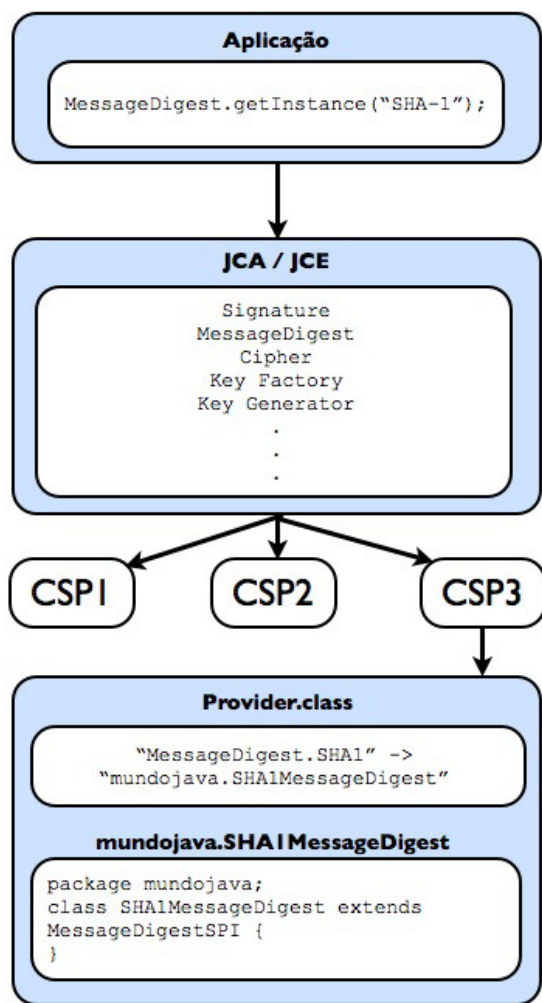 Aplicação
MessageDigest.getInstance(“SHA-1”);
JCA / JCE
Signature
MessageDigest
Cipher
Key Factory
Key Generator
.
.
.
CSP1
CSP2
CSP3
Provider.class
“MessageDigest.SHA1” ->
“mundojava.SHA1MessageDigest”
mundojava.SHA1MessageDigest
package mundojava;
class SHA1MessageDigest extends
MessageDigestSPI {
}